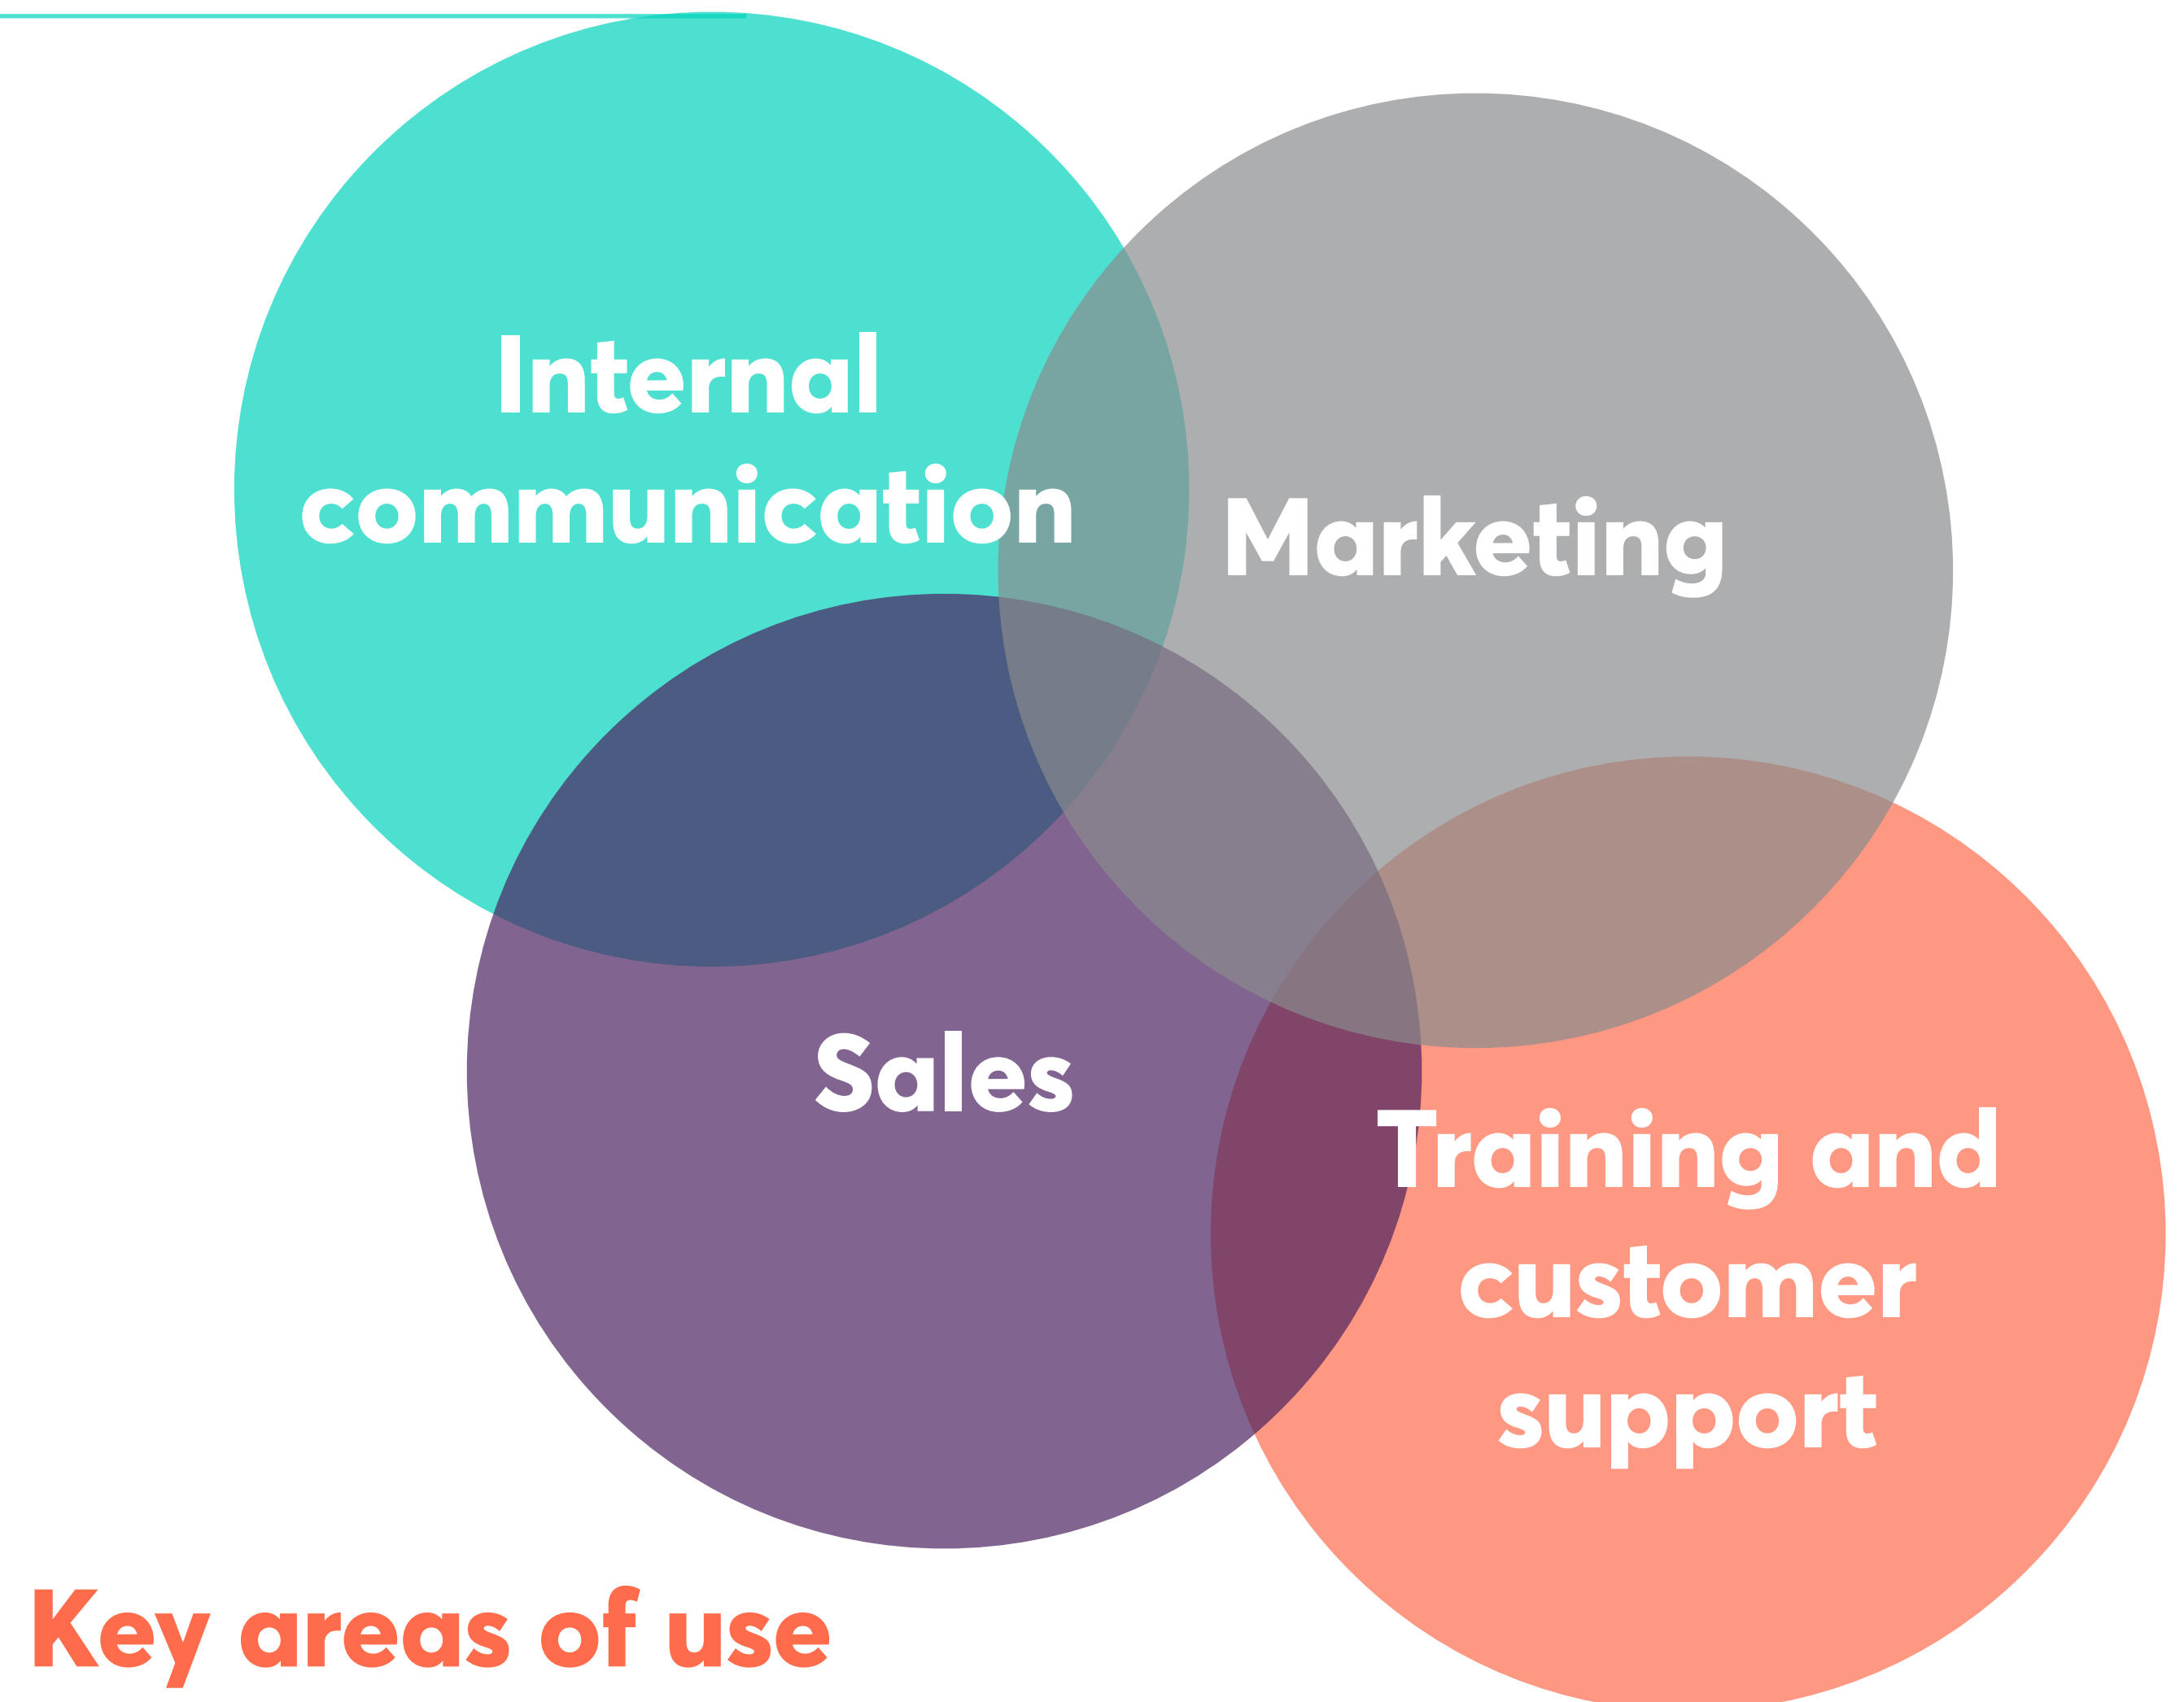 Internal
communication
Marketing
Sales
Training and
customer
support
Key areas of use